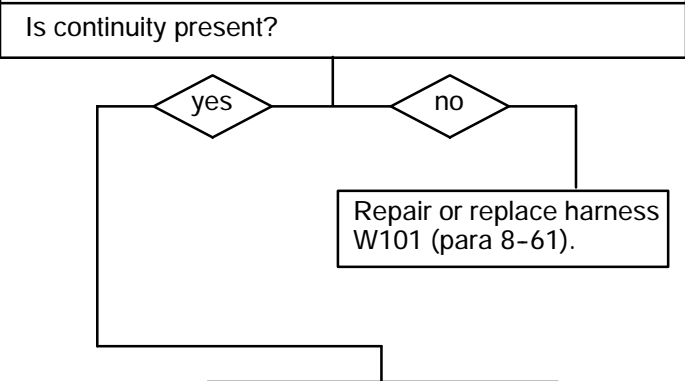 Is continuity present?
yes
no
Repair or replace harness
W101 (para 8-61).